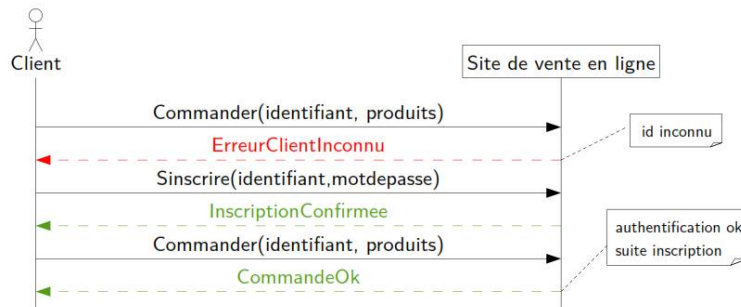 Client
Site de vente en ligne
Commander(identifiant, produits)
id inconnu
ErreurClientInconnu
Sinscrire(identifiant,motdepasse)
InscriptionConfirmee
authentification ok
suite inscription
Commander(identifiant, produits)
CommandeOk